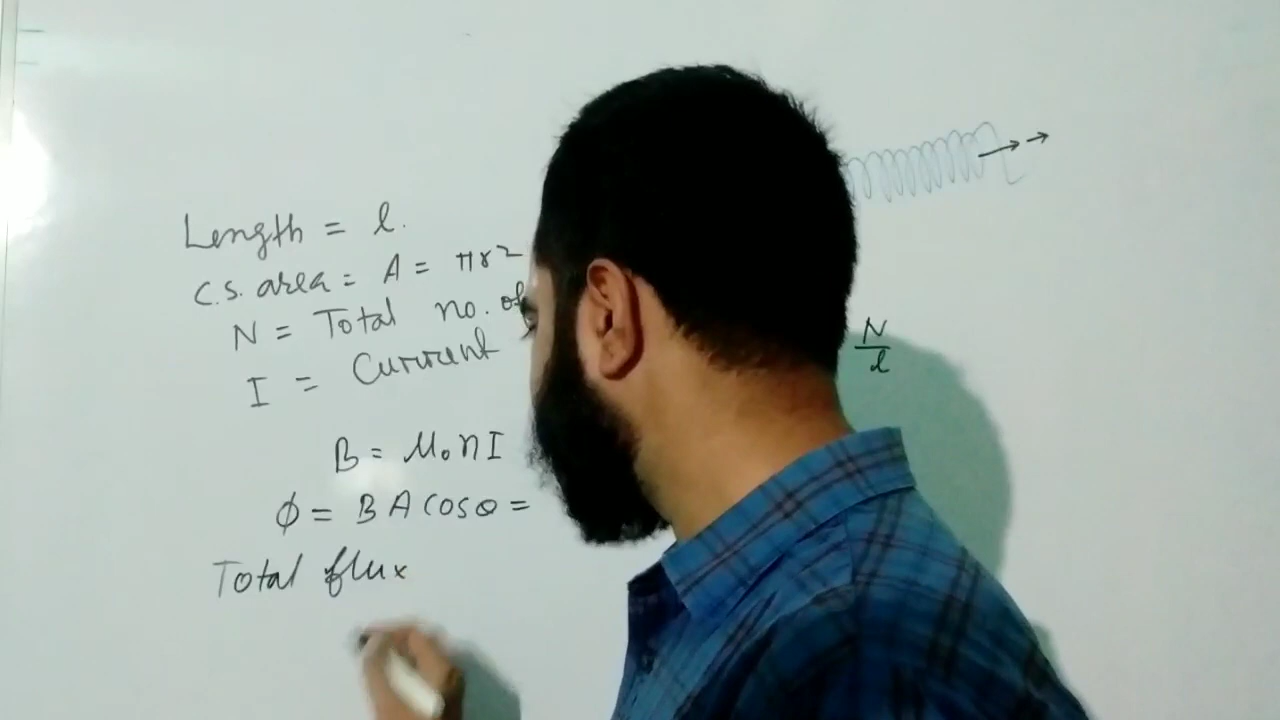 Length = l.
C.S. area = A = πr2
N = Total no. of
I = Current
N/l
B = μ₀nI
ϕ = BA cosθ =
Total flux